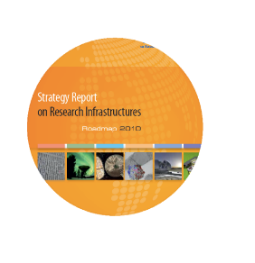 Strategy Report
on Research Infrastructures
Roadmap 2010